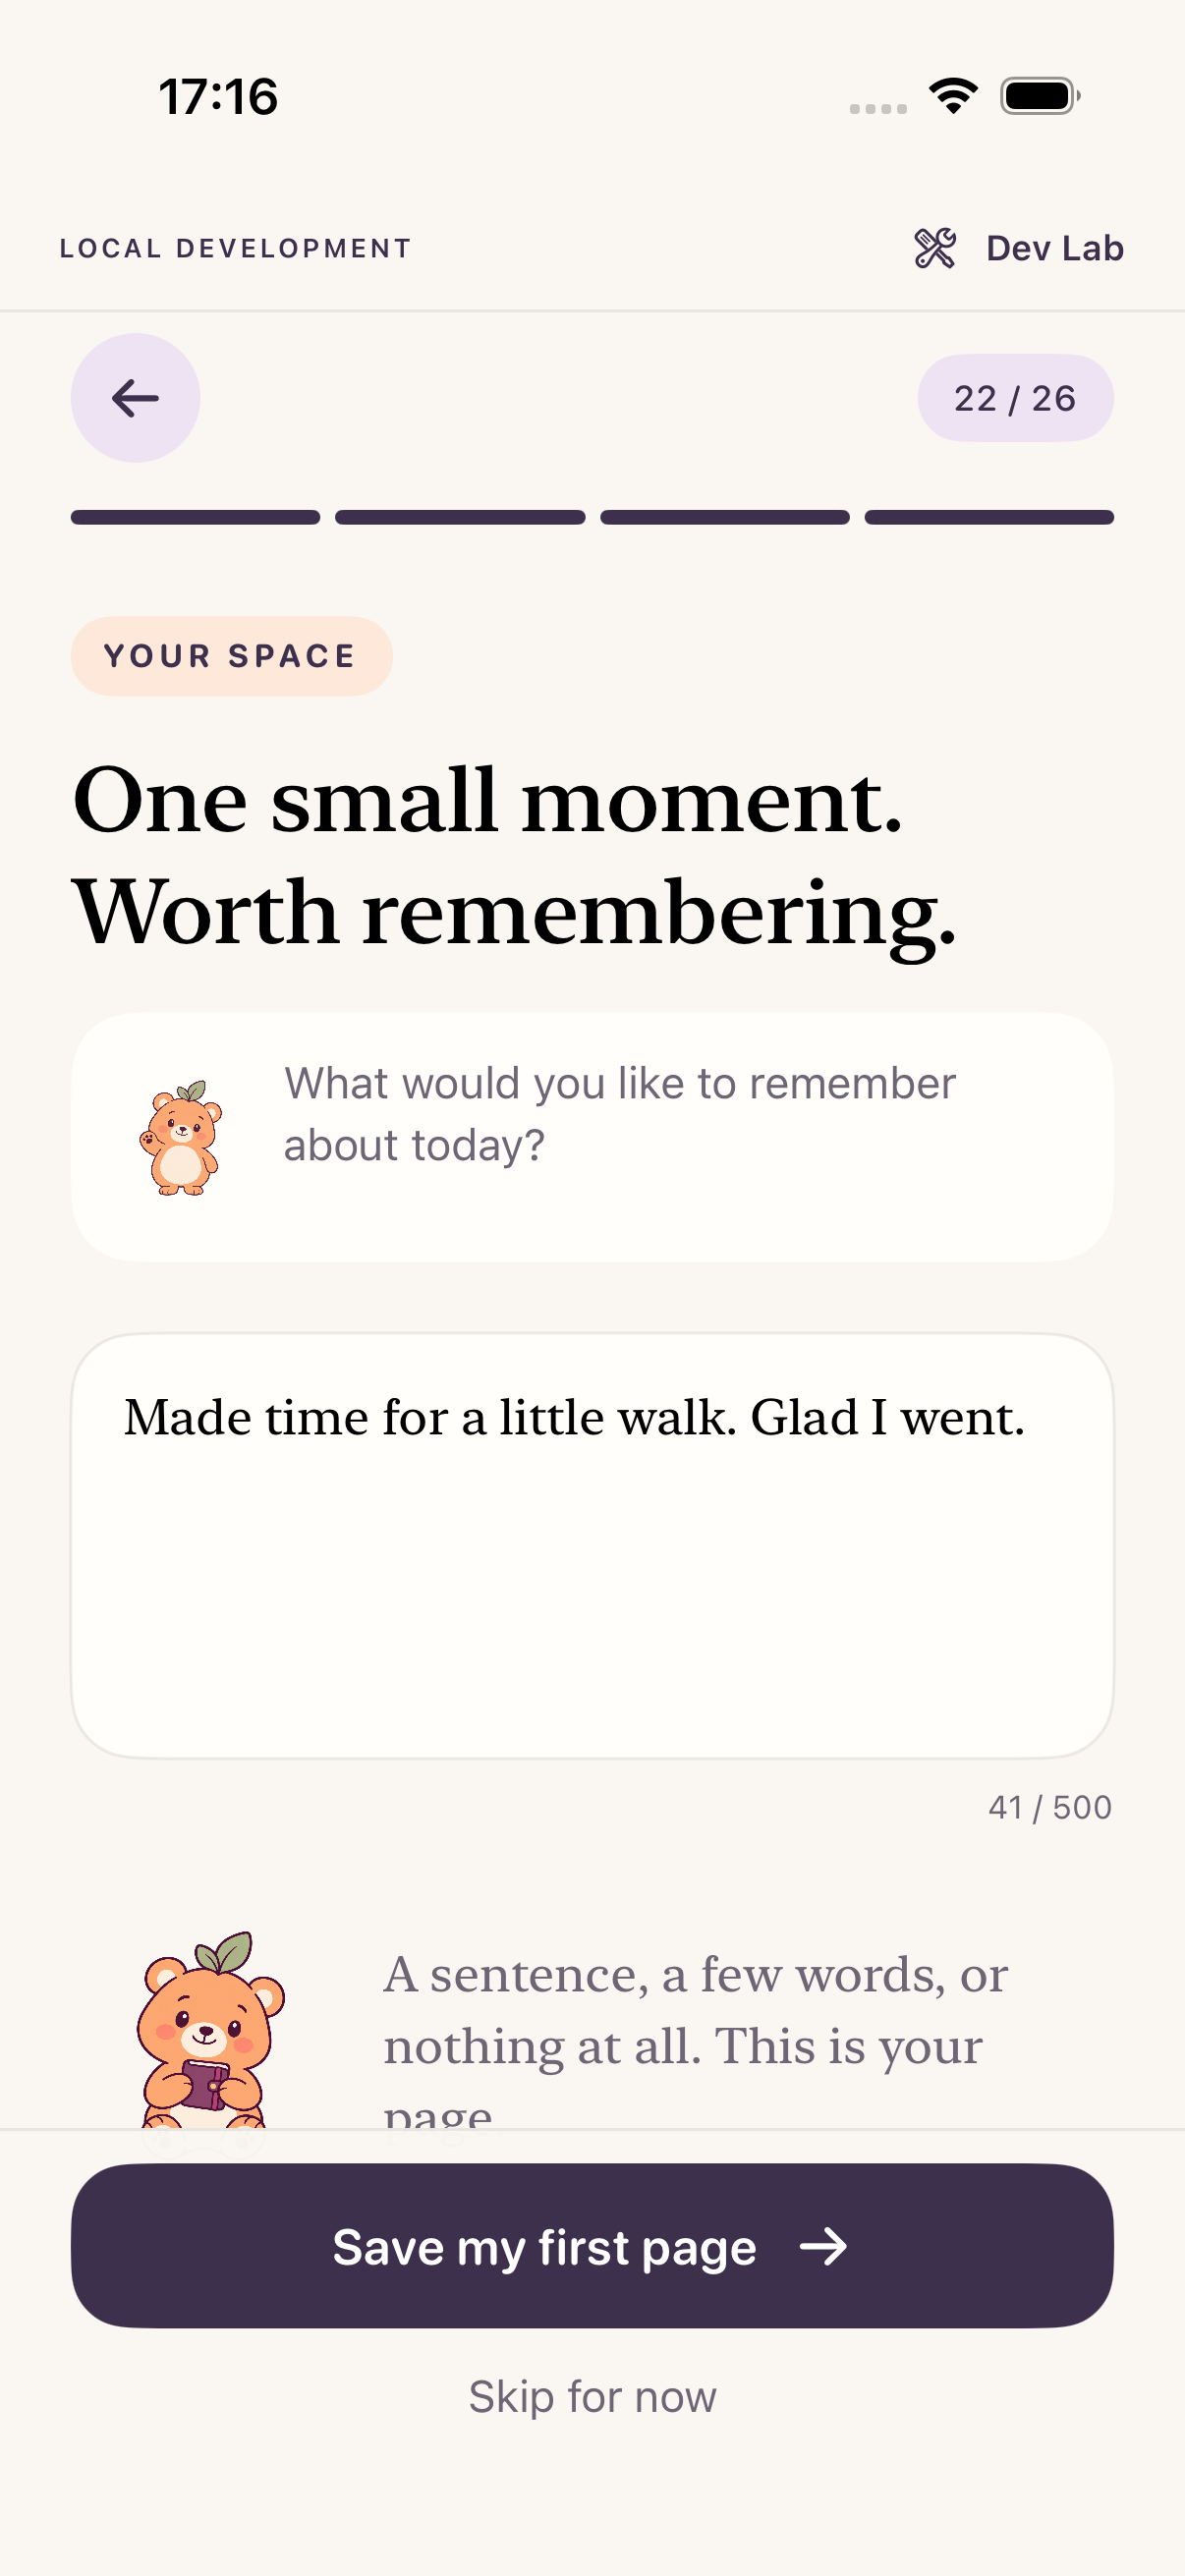 17:16
LOCAL DEVELOPMENT
Dev Lab
22 / 26
YOUR SPACE
One small moment.
Worth remembering.
What would you like to remember
about today?
Made time for a little walk. Glad I went.
41 / 500
A sentence, a few words, or
nothing at all. This is your
page.
Save my first page →
Skip for now